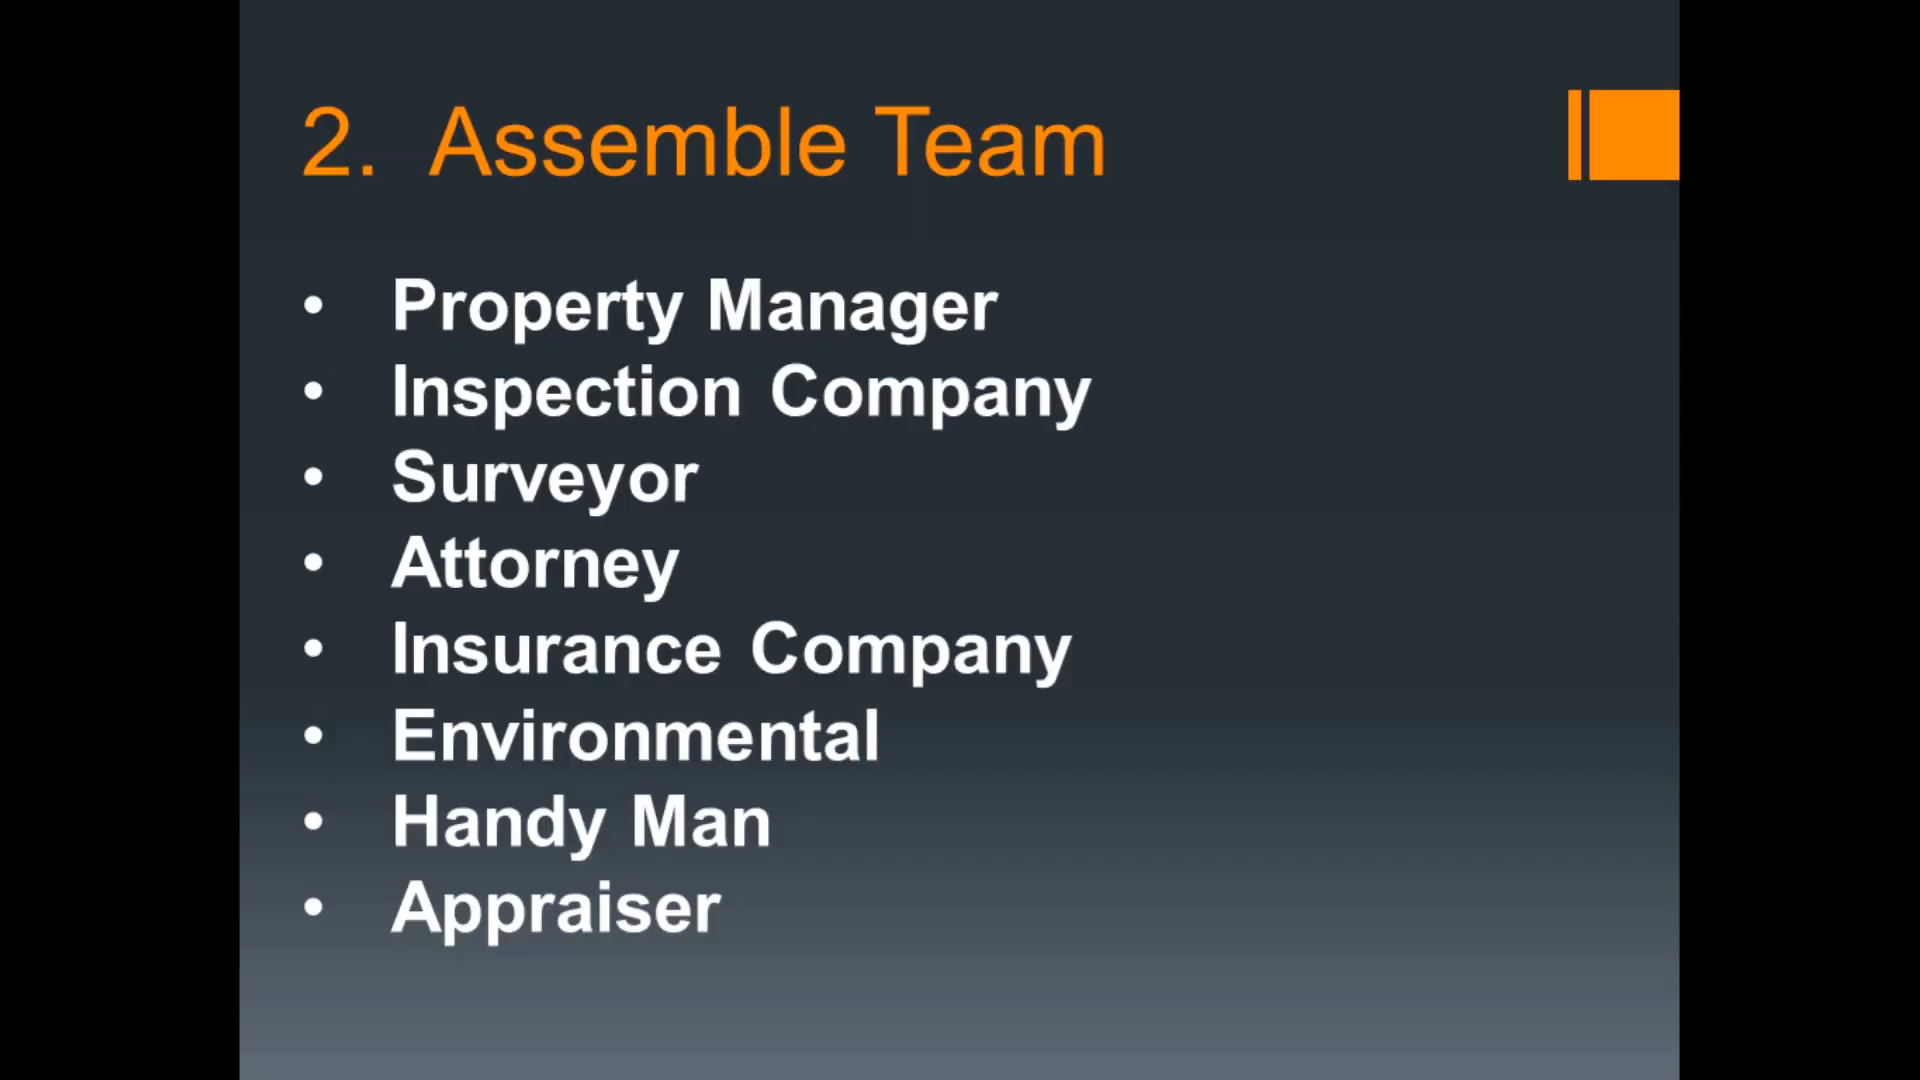 2. Assemble Team
• Property Manager
• Inspection Company
• Surveyor
• Attorney
• Insurance Company
• Environmental
• Handy Man
• Appraiser